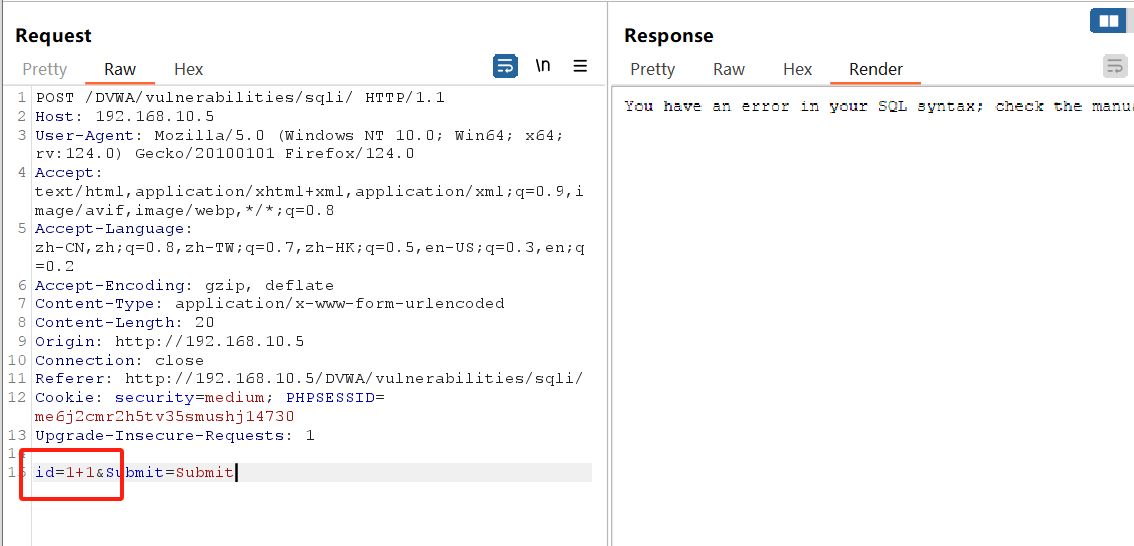 Request
Pretty Raw Hex
\n
1 POST /DVWA/vulnerabilities/sqli/ HTTP/1.1
2 Host: 192.168.10.5
3 User-Agent: Mozilla/5.0 (Windows NT 10.0; Win64; x64;
rv:124.0) Gecko/20100101 Firefox/124.0
4 Accept:
text/html,application/xhtml+xml,application/xml;q=0.9,i
mage/avif,image/webp,*/*;q=0.8
5 Accept-Language:
zh-CN,zh;q=0.8,zh-TW;q=0.7,zh-HK;q=0.5,en-US;q=0.3,en;q
=0.2
6 Accept-Encoding: gzip, deflate
7 Content-Type: application/x-www-form-urlencoded
8 Content-Length: 20
9 Origin: http://192.168.10.5
10 Connection: close
11 Referer: http://192.168.10.5/DVWA/vulnerabilities/sqli/
12 Cookie: security=medium; PHPSESSID=
me6j2cmr2h5tv35smushj14730
13 Upgrade-Insecure-Requests: 1
14
15 id=1+1&Submit=Submit
Response
Pretty Raw Hex Render
You have an error in your SQL syntax; check the manu